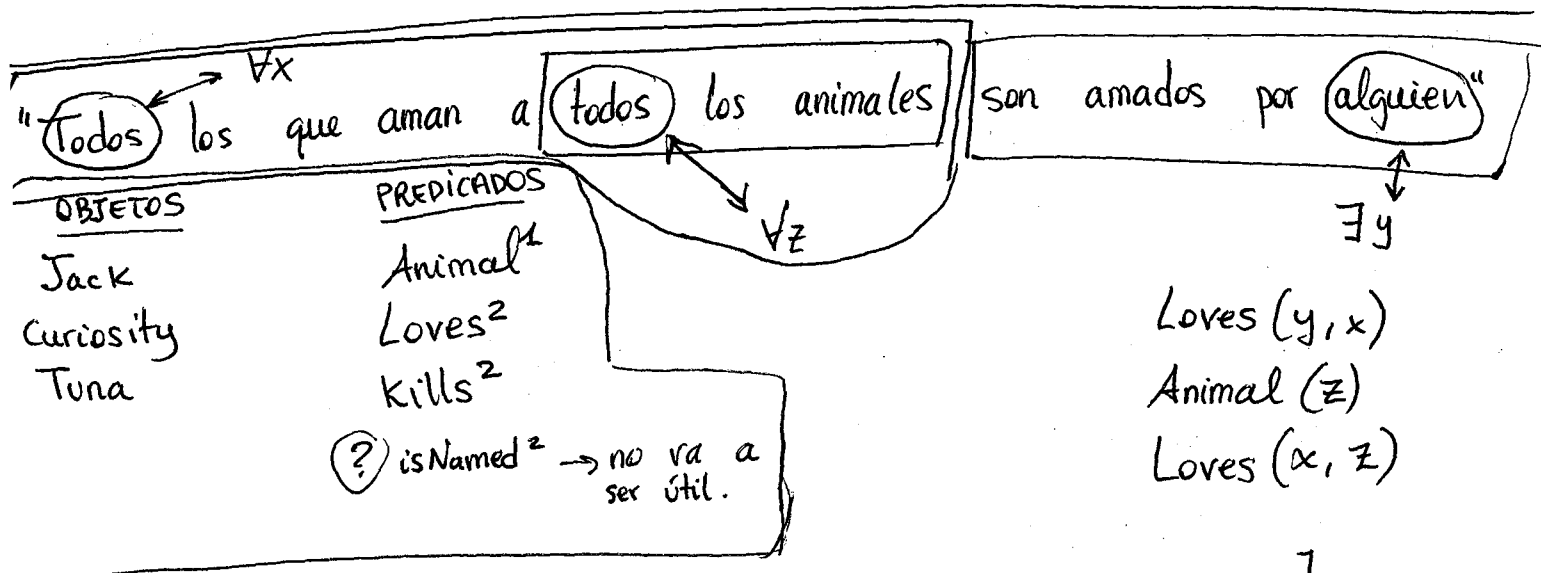 ∀x
"Todos los que aman a todos los animales son amados por alguien"
∀z
∃y
OBJETOS
Jack
Curiosity
Tuna
PREDICADOS
Animal¹
Loves²
Kills²
? isNamed² → no va a
ser útil.
Loves (y, x)
Animal (z)
Loves (x, z)